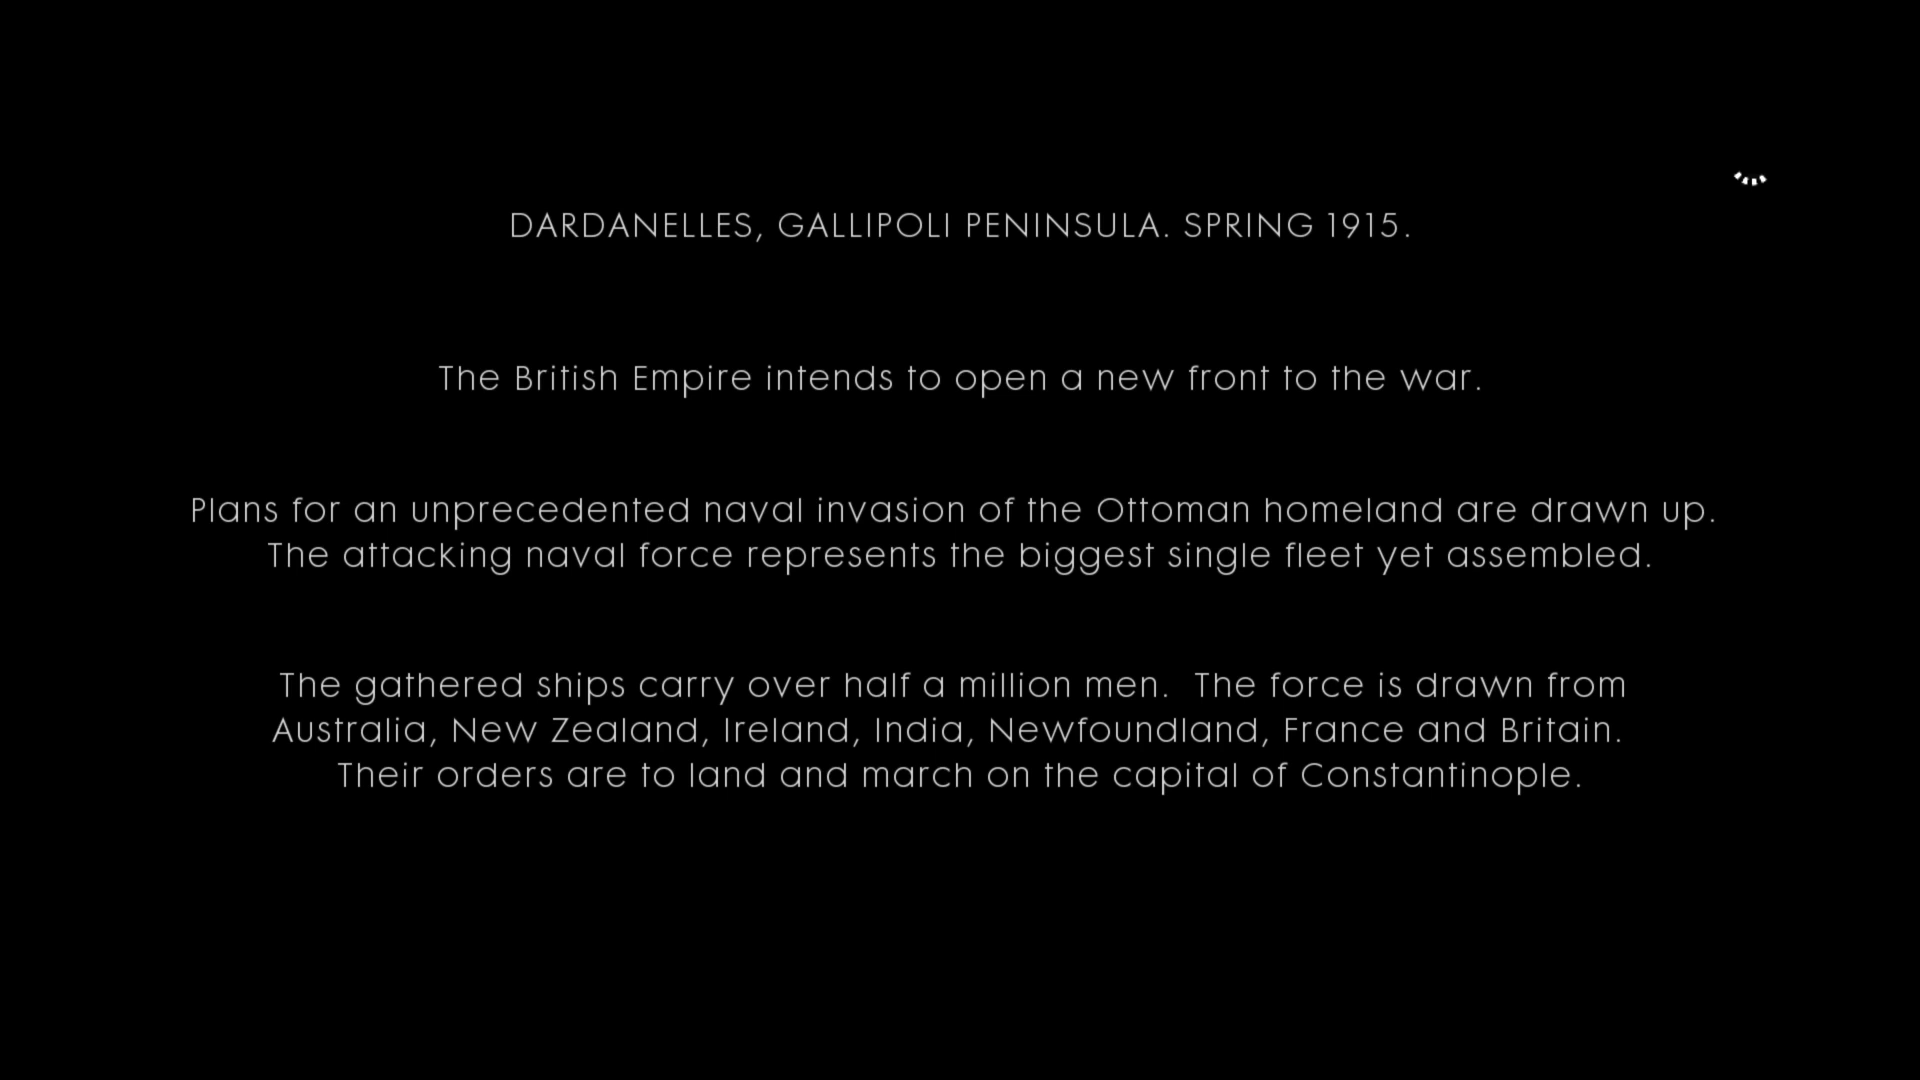 DARDANELLES, GALLIPOLI PENINSULA. SPRING 1915.
The British Empire intends to open a new front to the war.
Plans for an unprecedented naval invasion of the Ottoman homeland are drawn up.
The attacking naval force represents the biggest single fleet yet assembled.
The gathered ships carry over half a million men.  The force is drawn from
Australia, New Zealand, Ireland, India, Newfoundland, France and Britain.
Their orders are to land and march on the capital of Constantinople.